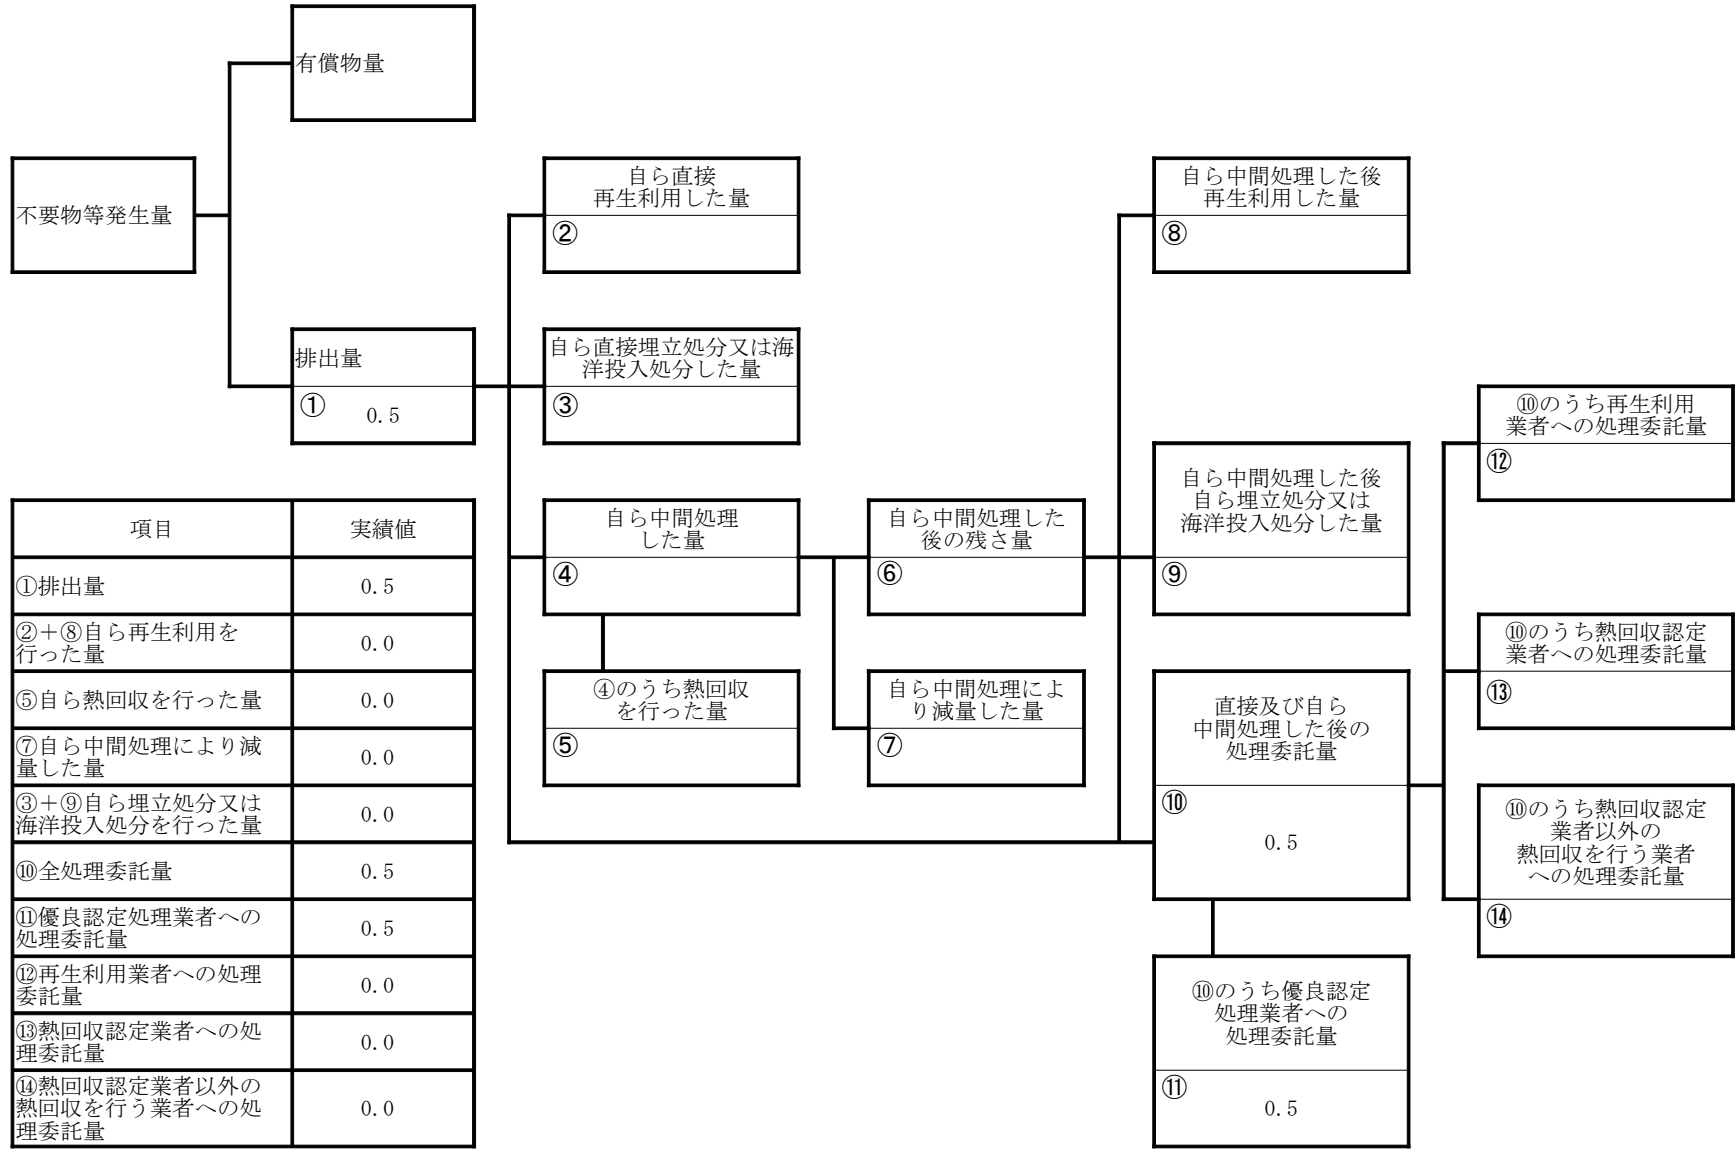 有償物量
不要物等発生量
自ら直接
再生利用した量
②
自ら中間処理した後
再生利用した量
⑧
排出量
① 0.5
自ら直接埋立処分又は海
洋投入処分した量
③
⑩のうち再生利用
業者への処理委託量
⑫
自ら中間処理
した量
④
自ら中間処理した
後の残さ量
⑥
自ら中間処理した後
自ら埋立処分又は
海洋投入処分した量
⑨
⑩のうち熱回収認定
業者への処理委託量
⑬
④のうち熱回収
を行った量
⑤
自ら中間処理によ
り減量した量
⑦
直接及び自ら
中間処理した後の
処理委託量
⑩
0.5
⑩のうち熱回収認定
業者以外の
熱回収を行う業者
への処理委託量
⑭
⑩のうち優良認定
処理業者への
処理委託量
⑪
0.5
項目 実績値
①排出量 0.5
②+⑧自ら再生利用を
行った量 0.0
⑤自ら熱回収を行った量 0.0
⑦自ら中間処理により減
量した量 0.0
③+⑨自ら埋立処分又は
海洋投入処分を行った量 0.0
⑩全処理委託量 0.5
⑪優良認定処理業者への
処理委託量 0.5
⑫再生利用業者への処理
委託量 0.0
⑬熱回収認定業者への処
理委託量 0.0
⑭熱回収認定業者以外の
熱回収を行う業者への処 0.0
理委託量